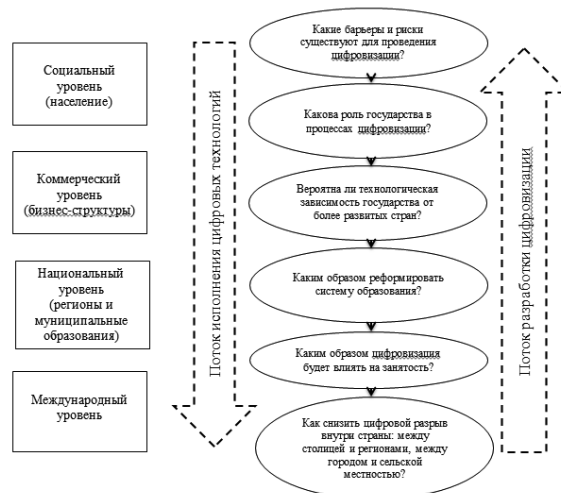 Социальный
уровень
(население)
Коммерческий
уровень
(бизнес-структуры)
Национальный
уровень
(регионы и
муниципальные
образования)
Международный
уровень
Поток исполнения цифровых технологий
Какие барьеры и риски
существуют для проведения
цифровизации?
Какова роль государства в
процессах цифровизации?
Вероятна ли технологическая
зависимость государства от
более развитых стран?
Каким образом реформировать
систему образования?
Каким образом цифровизация
будет влиять на занятость?
Как снизить цифровой разрыв
внутри страны: между
столицей и регионами, между
городом и сельской
местностью?
Поток разработки цифровизации